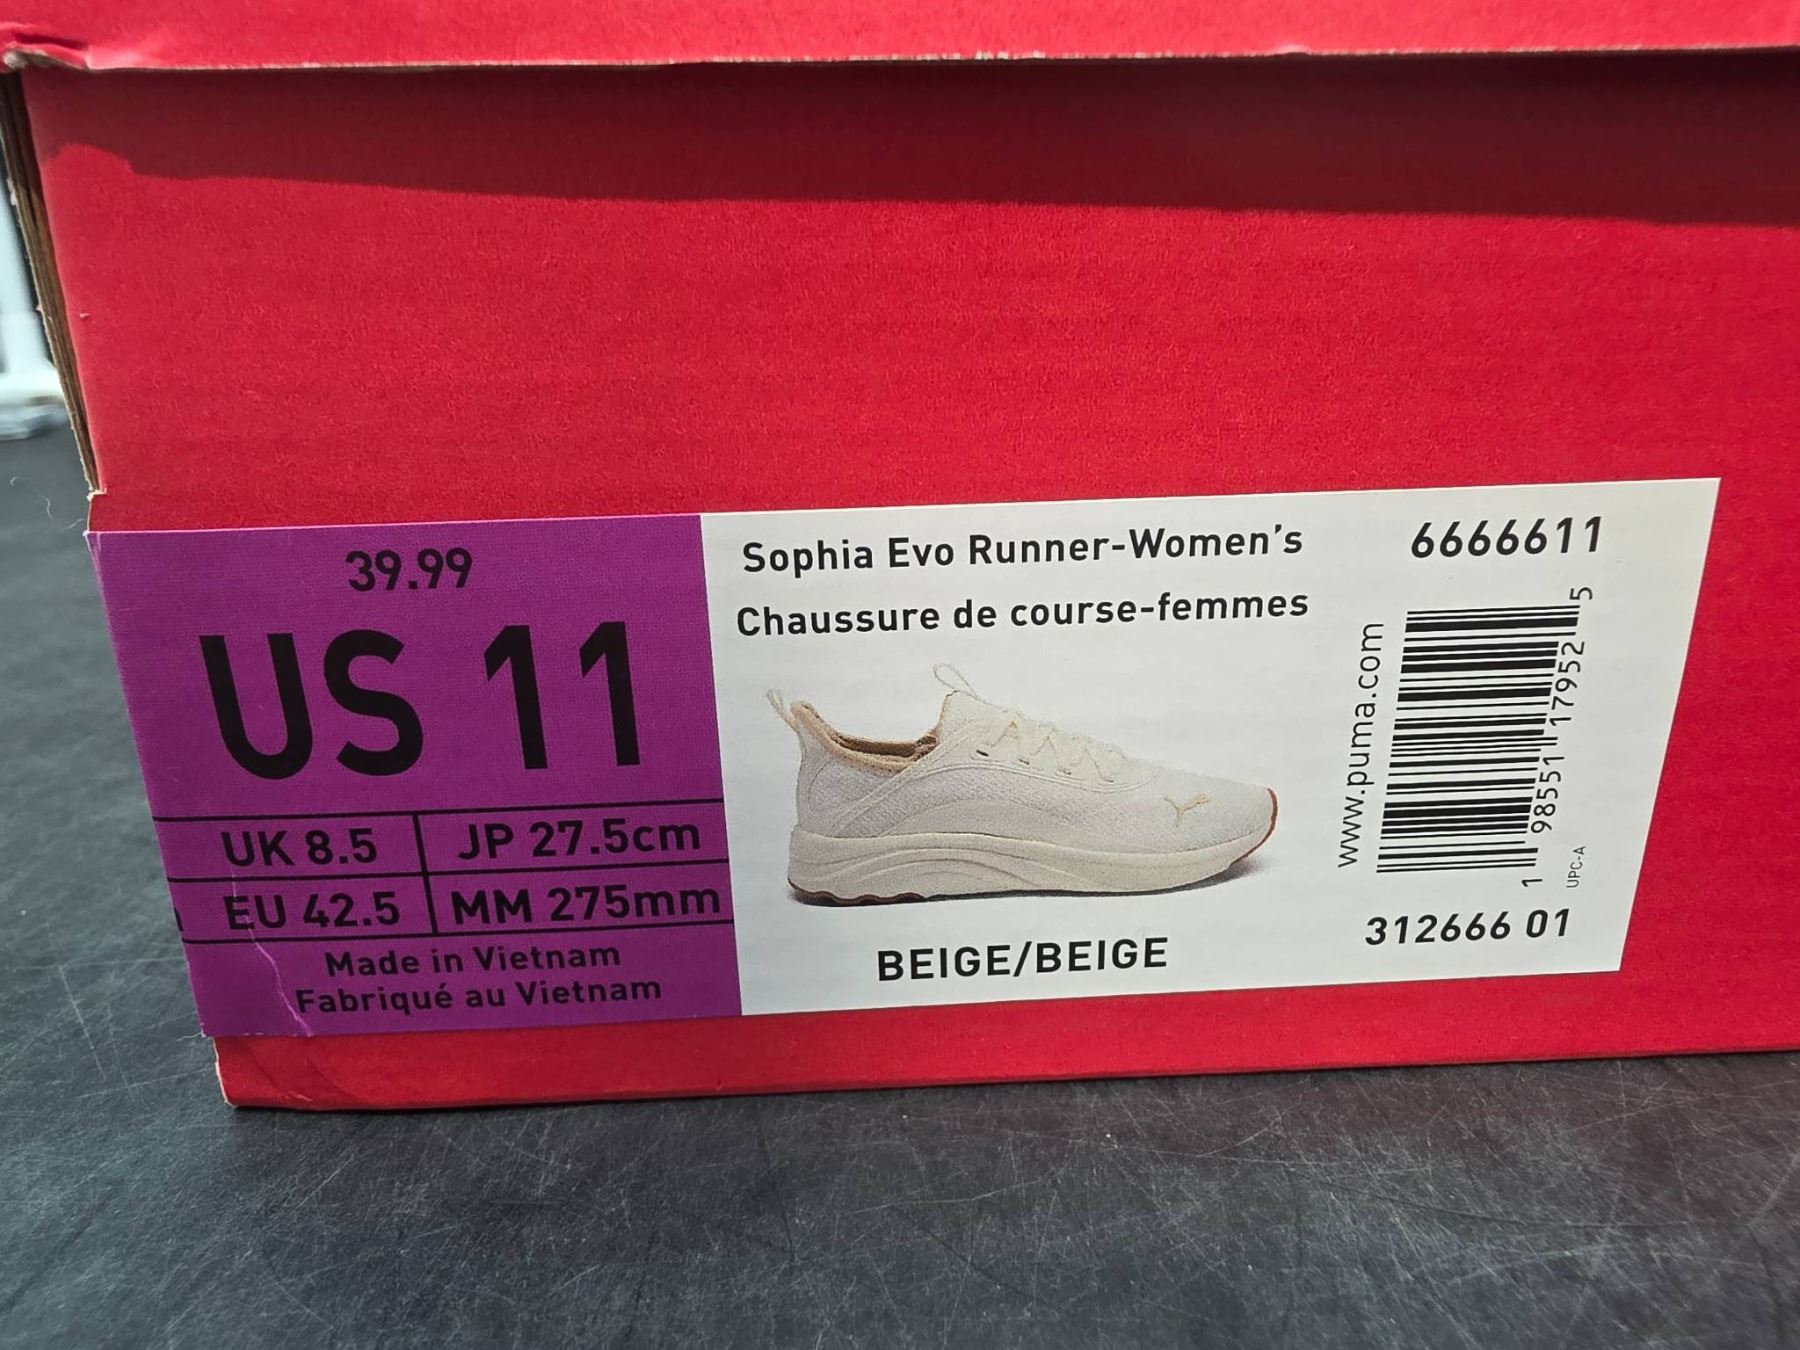 39.99
US 11
UK 8.5
JP 27.5cm
EU 42.5
MM 275mm
Made in Vietnam
Fabriqué au Vietnam
Sophia Evo Runner-Women's
Chaussure de course-femmes
BEIGE/BEIGE
6666611
www.puma.com
1 98551 17952 5
UPC-A
312666 01